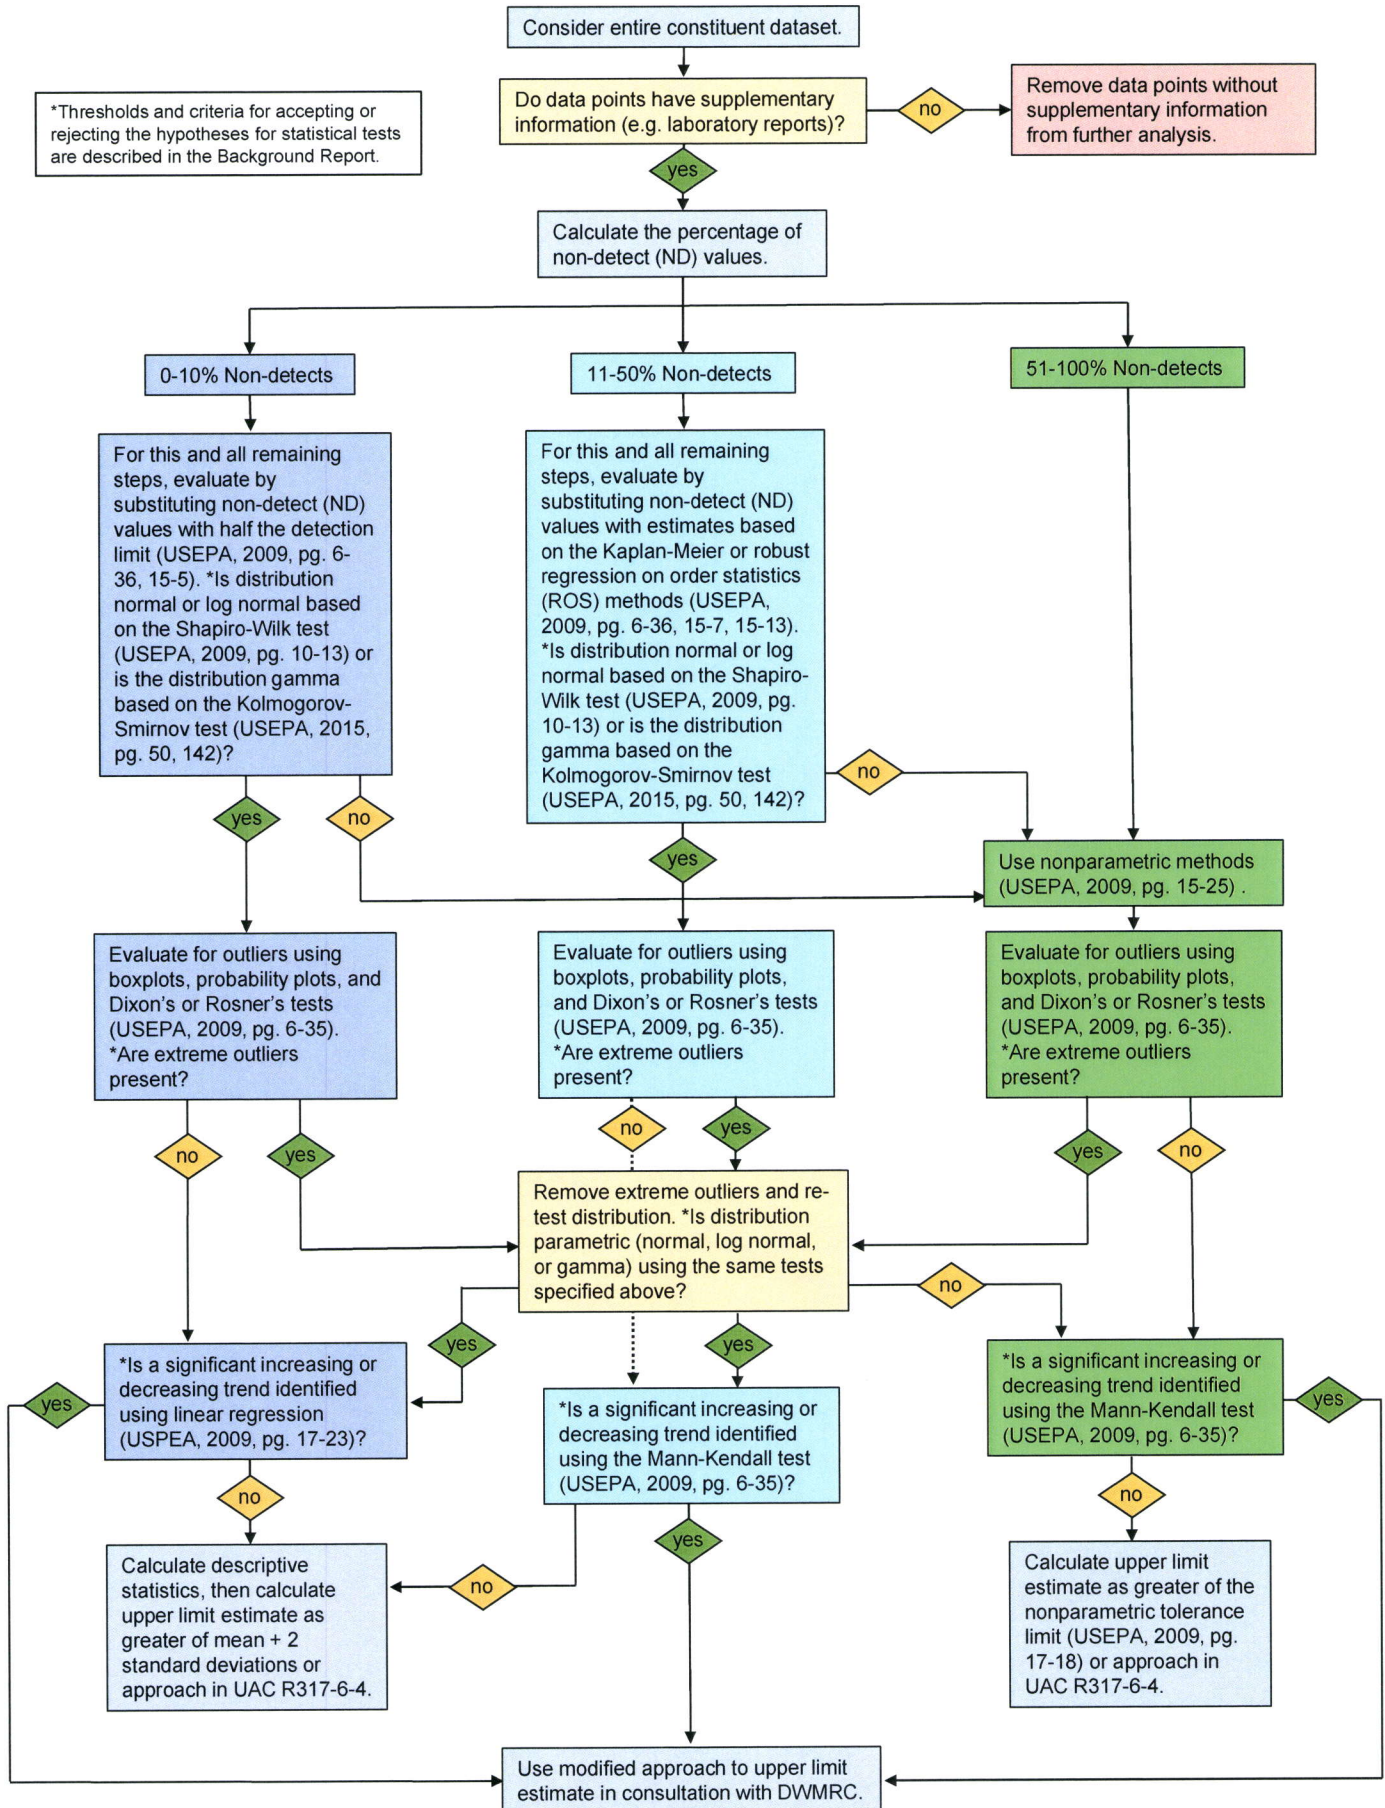 Consider entire constituent dataset.
*Thresholds and criteria for accepting or
rejecting the hypotheses for statistical tests
are described in the Background Report.
Do data points have supplementary
information (e.g. laboratory reports)?
no
Remove data points without
supplementary information
from further analysis.
yes
Calculate the percentage of
non-detect (ND) values.
0-10% Non-detects
11-50% Non-detects
51-100% Non-detects
For this and all remaining
steps, evaluate by
substituting non-detect (ND)
values with half the detection
limit (USEPA, 2009, pg. 6-
36, 15-5). *Is distribution
normal or log normal based
on the Shapiro-Wilk test
(USEPA, 2009, pg. 10-13) or
is the distribution gamma
based on the Kolmogorov-
Smirnov test (USEPA, 2015,
pg. 50, 142)?
For this and all remaining
steps, evaluate by
substituting non-detect (ND)
values with estimates based
on the Kaplan-Meier or robust
regression on order statistics
(ROS) methods (USEPA,
2009, pg. 6-36, 15-7, 15-13).
*Is distribution normal or log
normal based on the Shapiro-
Wilk test (USEPA, 2009, pg.
10-13) or is the distribution
gamma based on the
Kolmogorov-Smirnov test
(USEPA, 2015, pg. 50, 142)?
no
yes
no
yes
Use nonparametric methods
(USEPA, 2009, pg. 15-25) .
Evaluate for outliers using
boxplots, probability plots, and
Dixon's or Rosner's tests
(USEPA, 2009, pg. 6-35).
*Are extreme outliers
present?
Evaluate for outliers using
boxplots, probability plots,
and Dixon's or Rosner's tests
(USEPA, 2009, pg. 6-35).
*Are extreme outliers
present?
Evaluate for outliers using
boxplots, probability plots,
and Dixon's or Rosner's tests
(USEPA, 2009, pg. 6-35).
*Are extreme outliers
present?
no
yes
no
yes
yes
no
Remove extreme outliers and re-
test distribution. *Is distribution
parametric (normal, log normal,
or gamma) using the same tests
specified above?
no
yes
yes
*Is a significant increasing or
decreasing trend identified
using linear regression
(USPEA, 2009, pg. 17-23)?
yes
*Is a significant increasing or
decreasing trend identified
using the Mann-Kendall test
(USEPA, 2009, pg. 6-35)?
*Is a significant increasing or
decreasing trend identified
using the Mann-Kendall test
(USEPA, 2009, pg. 6-35)?
yes
no
yes
no
no
Calculate descriptive
statistics, then calculate
upper limit estimate as
greater of mean + 2
standard deviations or
approach in UAC R317-6-4.
Calculate upper limit
estimate as greater of the
nonparametric tolerance
limit (USEPA, 2009, pg.
17-18) or approach in
UAC R317-6-4.
Use modified approach to upper limit
estimate in consultation with DWMRC.